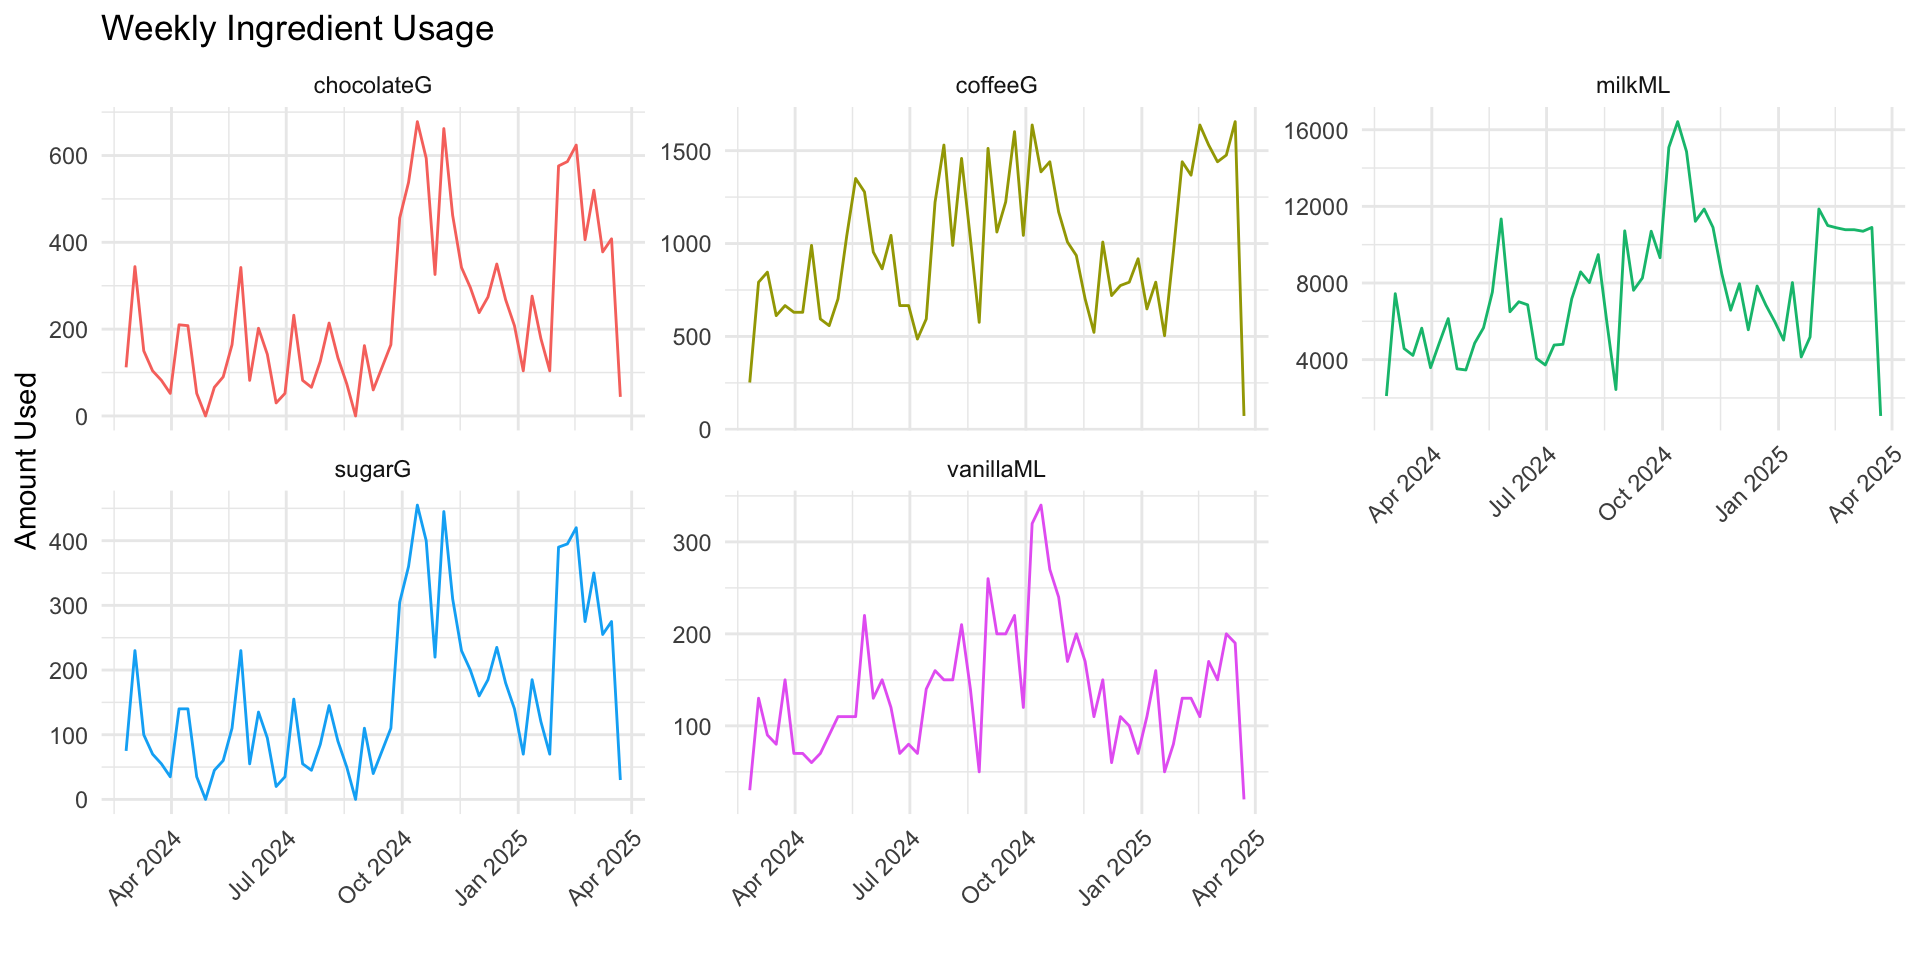 Weekly Ingredient Usage
chocolateG
coffeeG
milkML
600
400
200
0
1500
1000
500
0
16000
12000
8000
4000
Apr 2024
Jul 2024
Oct 2024
Jan 2025
Apr 2025
Amount Used
sugarG
vanillaML
400
300
200
100
0
300
200
100
Apr 2024
Jul 2024
Oct 2024
Jan 2025
Apr 2025
Apr 2024
Jul 2024
Oct 2024
Jan 2025
Apr 2025